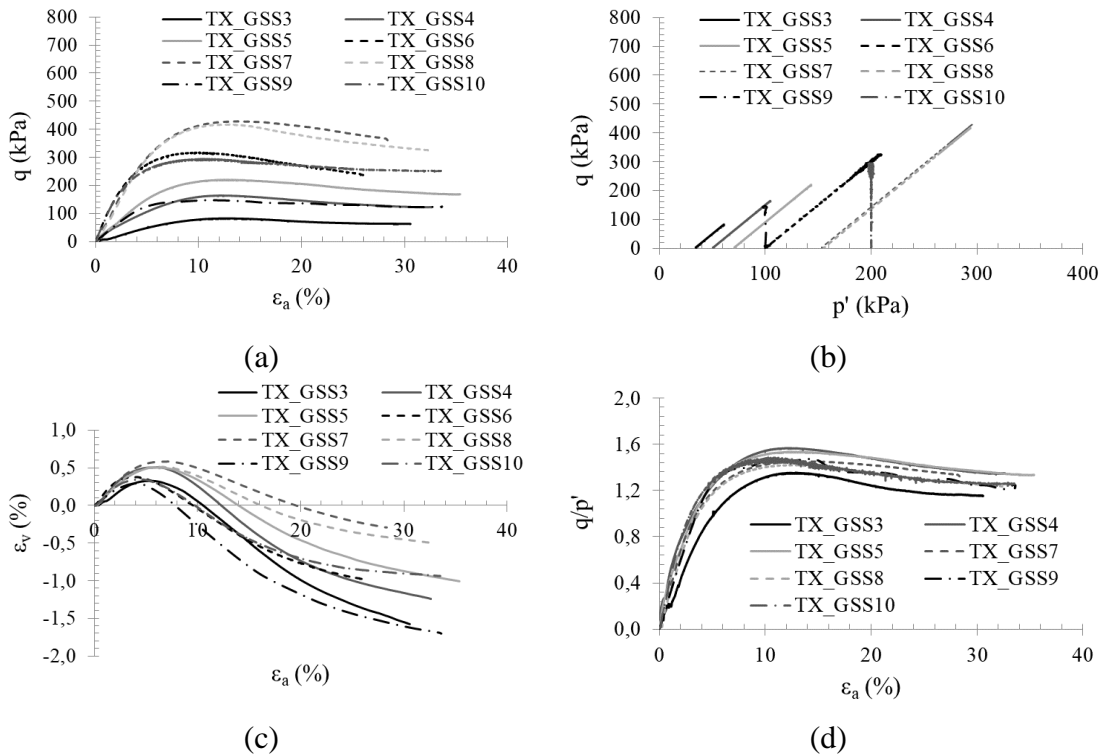 TX_GSS3 TX_GSS4
TX_GSS5 TX_GSS6
TX_GSS7 TX_GSS8
TX_GSS9 TX_GSS10
800
700
600
500
400
300
200
100
0
q (kPa)
0 10 20 30 40
εa (%)
(a)
TX_GSS3 TX_GSS4
TX_GSS5 TX_GSS6
TX_GSS7 TX_GSS8
TX_GSS9 TX_GSS10
800
700
600
500
400
300
200
100
0
q (kPa)
0 100 200 300 400
p' (kPa)
(b)
TX_GSS3 TX_GSS4
TX_GSS5 TX_GSS6
TX_GSS7 TX_GSS8
TX_GSS9 TX_GSS10
1,0
0,5
0,0
-0,5
-1,0
-1,5
-2,0
εv (%)
0 10 20 30 40
εa (%)
(c)
2,0
1,6
1,2
0,8
0,4
0,0
q/p'
TX_GSS3 TX_GSS4
TX_GSS5 TX_GSS7
TX_GSS8 TX_GSS9
TX_GSS10
0 10 20 30 40
εa (%)
(d)